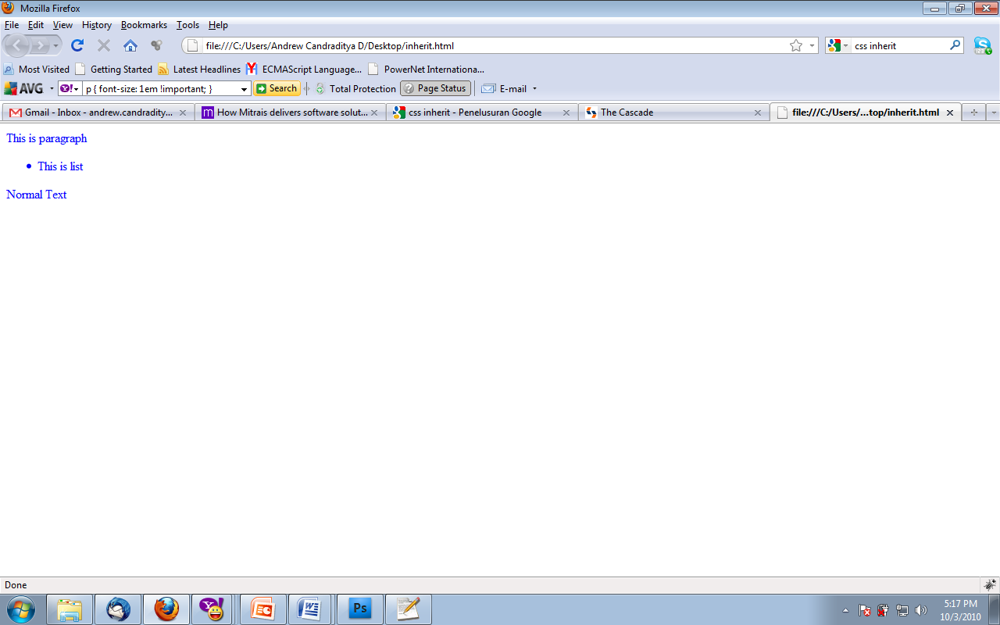 Mozilla Firefox
File Edit View History Bookmarks Tools Help
file:///C:/Users/Andrew Candraditya D/Desktop/inherit.html css inherit
Most Visited Getting Started Latest Headlines ECMAScript Language... PowerNet Internationa...
AVG Y! p { font-size: 1em !important; } Search Total Protection Page Status E-mail
Gmail - Inbox - andrew.candradity... m How Mitrais delivers software solut... css inherit - Penelusuran Google The Cascade file:///C:/Users/...top/inherit.html
This is paragraph
• This is list
Normal Text
Done
Ps
5:17 PM
10/3/2010